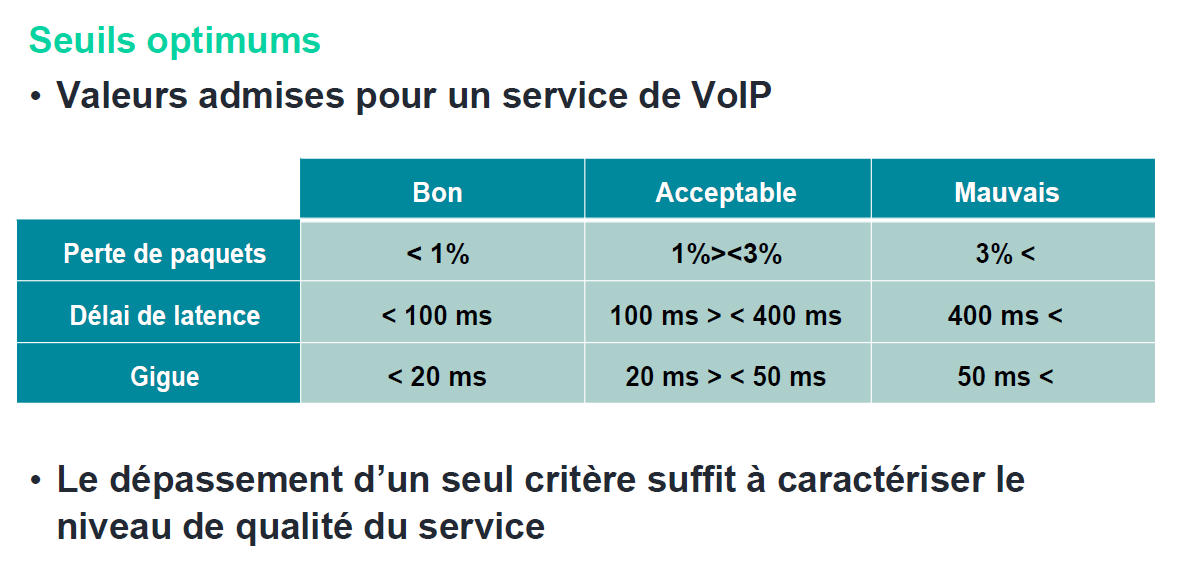 Seuils optimums
• Valeurs admises pour un service de VoIP
Bon Acceptable Mauvais
Perte de paquets < 1% 1%><3% 3% <
Délai de latence < 100 ms 100 ms > < 400 ms 400 ms <
Gigue < 20 ms 20 ms > < 50 ms 50 ms <
• Le dépassement d’un seul critère suffit à caractériser le
niveau de qualité du service